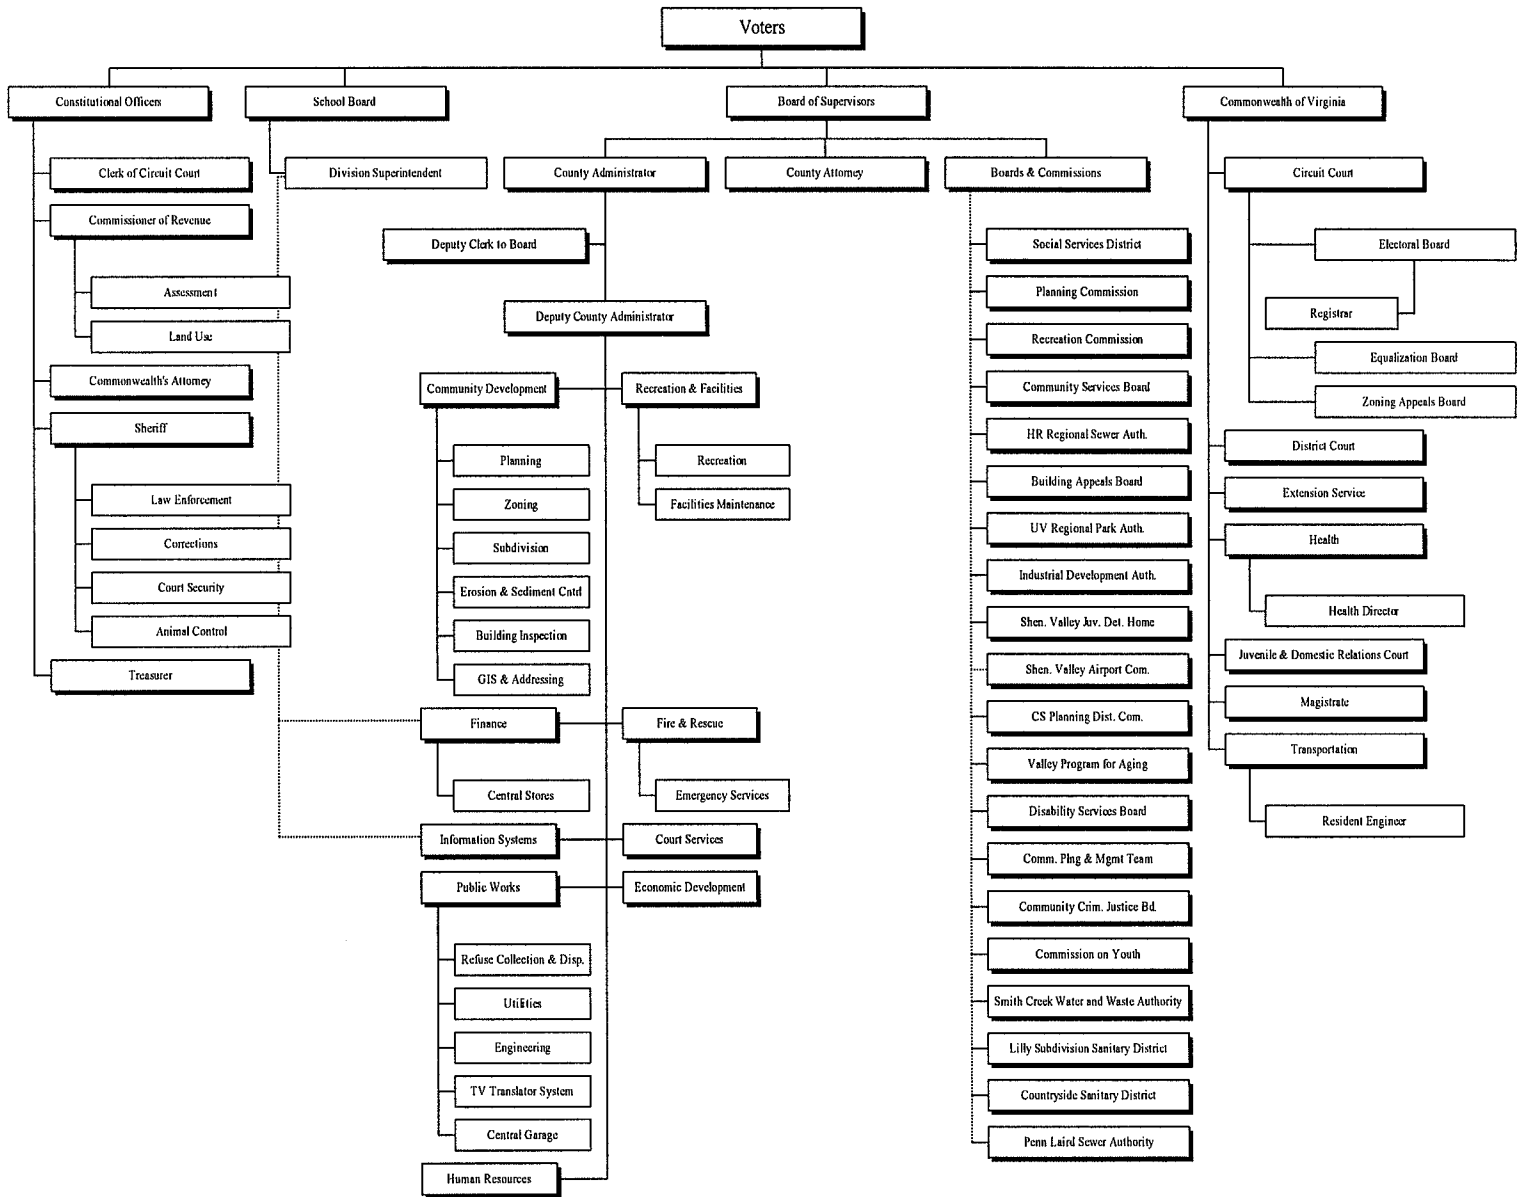 Voters
Constitutional Officers
School Board
Board of Supervisors
Commonwealth of Virginia
Clerk of Circuit Court
Division Superintendent
County Administrator
County Attorney
Boards & Commissions
Circuit Court
Commissioner of Revenue
Deputy Clerk to Board
Social Services District
Electoral Board
Assessment
Planning Commission
Deputy County Administrator
Registrar
Land Use
Recreation Commission
Equalization Board
Commonwealth's Attorney
Community Development
Recreation & Facilities
Community Services Board
Zoning Appeals Board
Sheriff
HR Regional Sewer Auth.
District Court
Planning
Recreation
Building Appeals Board
Extension Service
Law Enforcement
Zoning
Facilities Maintenance
UV Regional Park Auth.
Health
Corrections
Subdivision
Industrial Development Auth.
Court Security
Erosion & Sediment Cntrl
Shen. Valley Juv. Det. Home
Health Director
Animal Control
Building Inspection
Shen. Valley Airport Com.
Juvenile & Domestic Relations Court
Treasurer
GIS & Addressing
CS Planning Dist. Com.
Magistrate
Finance
Fire & Rescue
Valley Program for Aging
Transportation
Central Stores
Emergency Services
Disability Services Board
Resident Engineer
Information Systems
Court Services
Comm. Plng & Mgmt Team
Public Works
Economic Development
Community Crim. Justice Bd.
Refuse Collection & Disp.
Commission on Youth
Utilities
Smith Creek Water and Waste Authority
Engineering
Lilly Subdivision Sanitary District
TV Translator System
Countryside Sanitary District
Central Garage
Penn Laird Sewer Authority
Human Resources